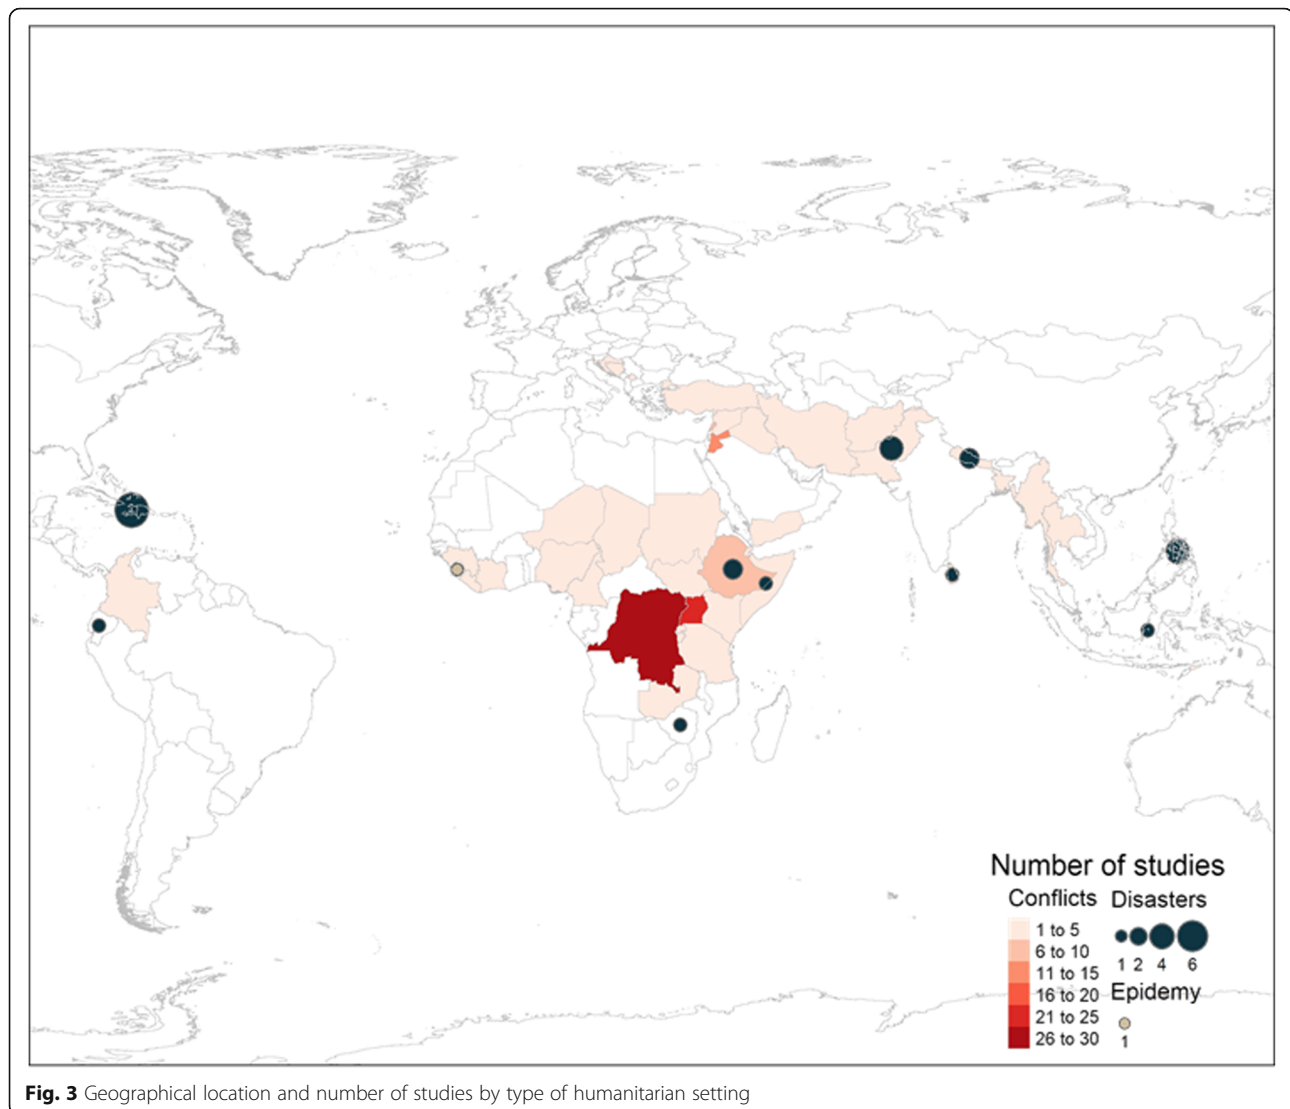 Number of studies
Conflicts Disasters
1 to 5
6 to 10
11 to 15
16 to 20
21 to 25
26 to 30
1 2 4 6
Epidemy
1
Fig. 3 Geographical location and number of studies by type of humanitarian setting